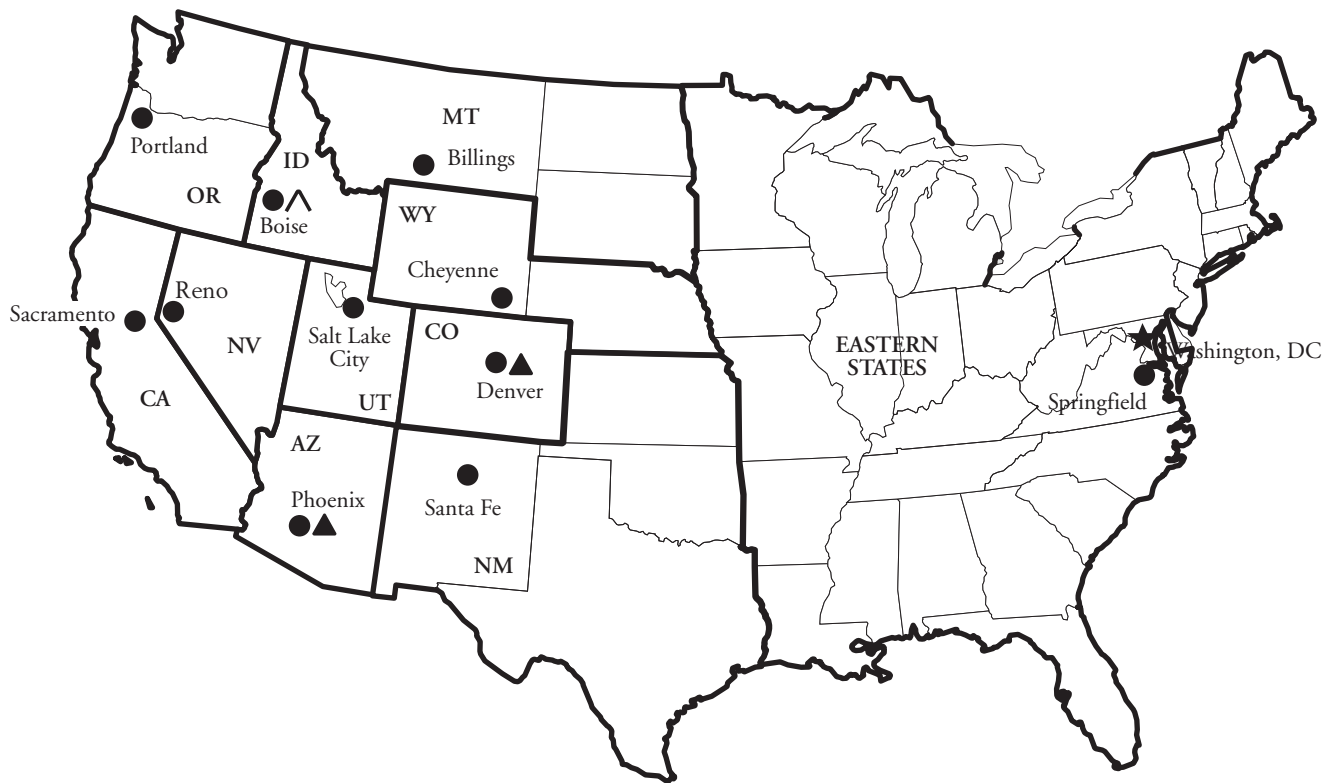 MT
Billings
Portland
ID
OR
Boise
WY
Cheyenne
Reno
Sacramento
NV
Salt Lake
City
UT
CO
Denver
CA
AZ
Phoenix
Santa Fe
NM
EASTERN
STATES
Washington, DC
Springfield